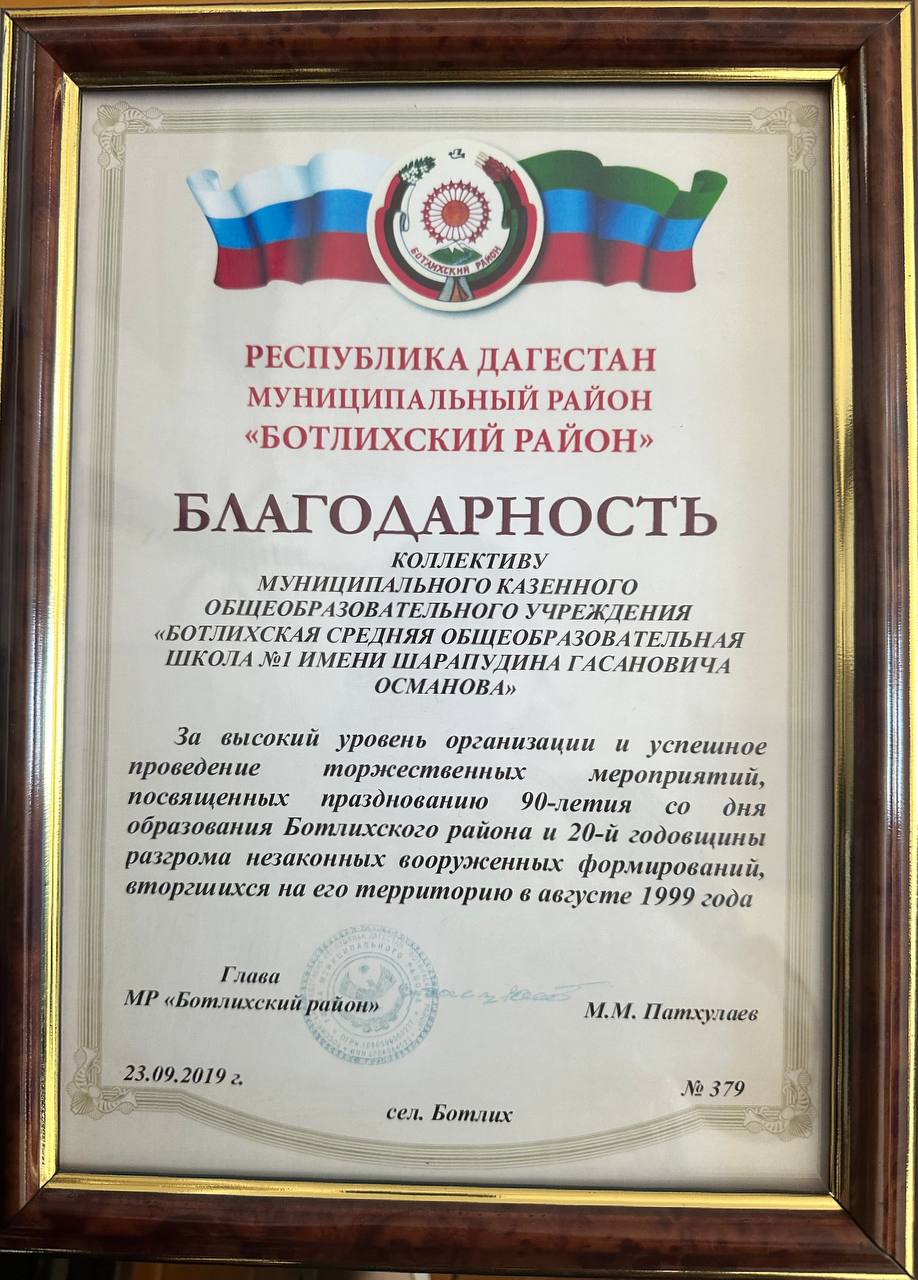 БОТЛИХСКИЙ РАЙОН
РЕСПУБЛИКА ДАГЕСТАН
МУНИЦИПАЛЬНЫЙ РАЙОН
«БОТЛИХСКИЙ РАЙОН»
БЛАГОДАРНОСТЬ
КОЛЛЕКТИВУ
МУНИЦИПАЛЬНОГО КАЗЕННОГО
ОБЩЕОБРАЗОВАТЕЛЬНОГО УЧРЕЖДЕНИЯ
«БОТЛИХСКАЯ СРЕДНЯЯ ОБЩЕОБРАЗОВАТЕЛЬНАЯ
ШКОЛА №1 ИМЕНИ ШАРАПУДИНА ГАСАНОВИЧА
ОСМАНОВА»
За высокий уровень организации и успешное
проведение торжественных мероприятий,
посвященных празднованию 90-летия со дня
образования Ботлихского района и 20-й годовщины
разгрома незаконных вооруженных формирований,
вторгшихся на его территорию в августе 1999 года
Глава
МР «Ботлихский район»
М.М. Патхулаев
23.09.2019 г.
№ 379
сел. Ботлих